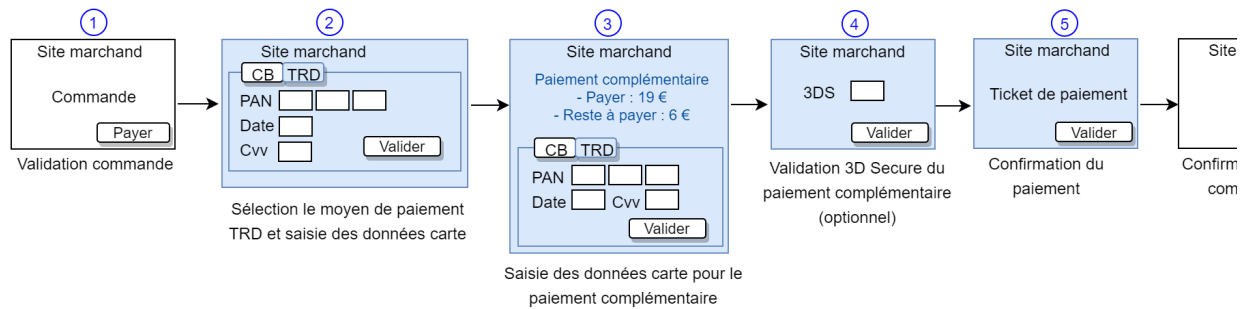 1
Site marchand
Commande
Payer
Validation commande
2
Site marchand
CB TRD
PAN
Date
Cvv
Valider
Sélection le moyen de paiement
TRD et saisie des données carte
3
Site marchand
Paiement complémentaire
- Payer : 19 €
- Reste à payer : 6 €
CB TRD
PAN
Date Cvv
Valider
Saisie des données carte pour le
paiement complémentaire
4
Site marchand
3DS
Valider
Validation 3D Secure du
paiement complémentaire
(optionnel)
5
Site marchand
Ticket de paiement
Valider
Confirmation du
paiement
Site